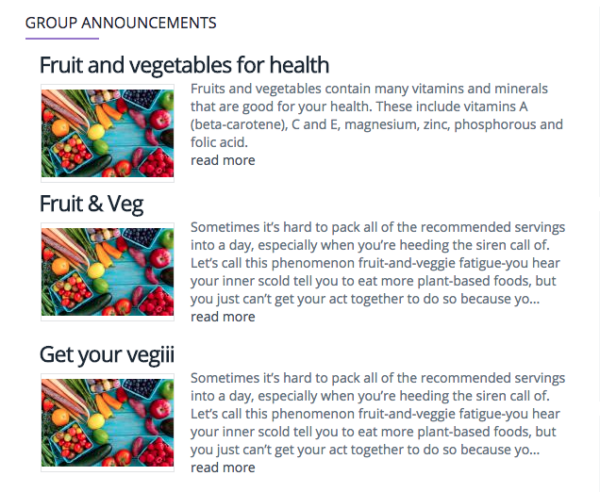 GROUP ANNOUNCEMENTS
Fruit and vegetables for health
Fruits and vegetables contain many vitamins and minerals
that are good for your health. These include vitamins A
(beta-carotene), C and E, magnesium, zinc, phosphorous and
folic acid.
read more
Fruit & Veg
Sometimes it’s hard to pack all of the recommended servings
into a day, especially when you’re heeding the siren call of.
Let’s call this phenomenon fruit-and-veggie fatigue-you hear
your inner scold tell you to eat more plant-based foods, but
you just can’t get your act together to do so because yo...
read more
Get your vegiii
Sometimes it’s hard to pack all of the recommended servings
into a day, especially when you’re heeding the siren call of.
Let’s call this phenomenon fruit-and-veggie fatigue-you hear
your inner scold tell you to eat more plant-based foods, but
you just can’t get your act together to do so because yo...
read more